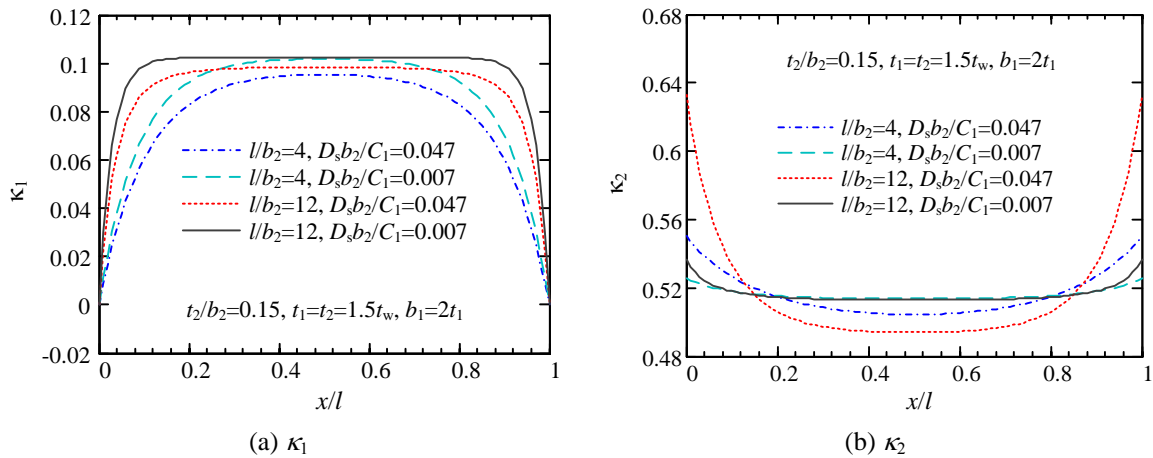 0.12
0.1
0.08
0.06
0.04
0.02
0
-0.02
κ1
l/b2=4, Dsb2/C1=0.047
l/b2=4, Dsb2/C1=0.007
l/b2=12, Dsb2/C1=0.047
l/b2=12, Dsb2/C1=0.007
t2/b2=0.15, t1=t2=1.5tw, b1=2t1
0 0.2 0.4 0.6 0.8 1
x/l
(a) κ1
0.68
0.64
0.6
0.56
0.52
0.48
κ2
t2/b2=0.15, t1=t2=1.5tw, b1=2t1
l/b2=4, Dsb2/C1=0.047
l/b2=4, Dsb2/C1=0.007
l/b2=12, Dsb2/C1=0.047
l/b2=12, Dsb2/C1=0.007
0 0.2 0.4 0.6 0.8 1
x/l
(b) κ2